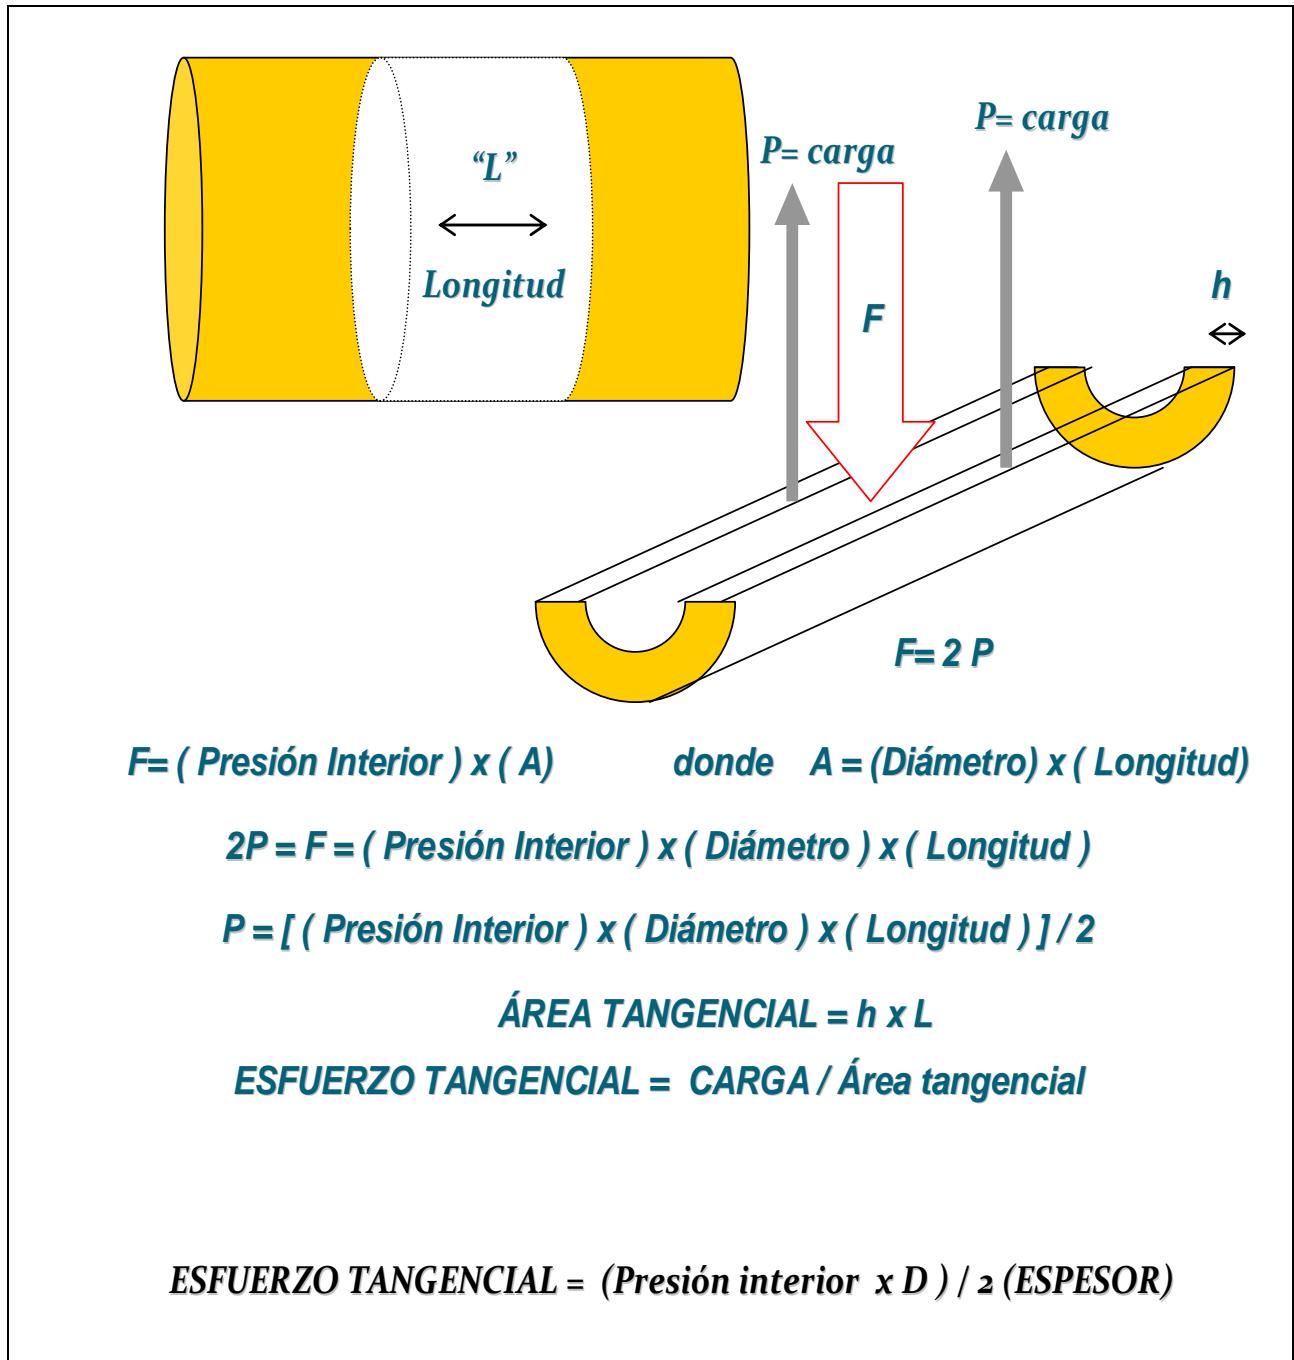 “L”
Longitud
P= carga
P= carga
F
h
F= 2 P
F= ( Presión Interior ) x ( A) donde A = (Diámetro) x ( Longitud)
2P = F = ( Presión Interior ) x ( Diámetro ) x ( Longitud )
P = [ ( Presión Interior ) x ( Diámetro ) x ( Longitud ) ] / 2
ÁREA TANGENCIAL = h x L
ESFUERZO TANGENCIAL = CARGA / Área tangencial
ESFUERZO TANGENCIAL = (Presión interior x D ) / 2 (ESPESOR)